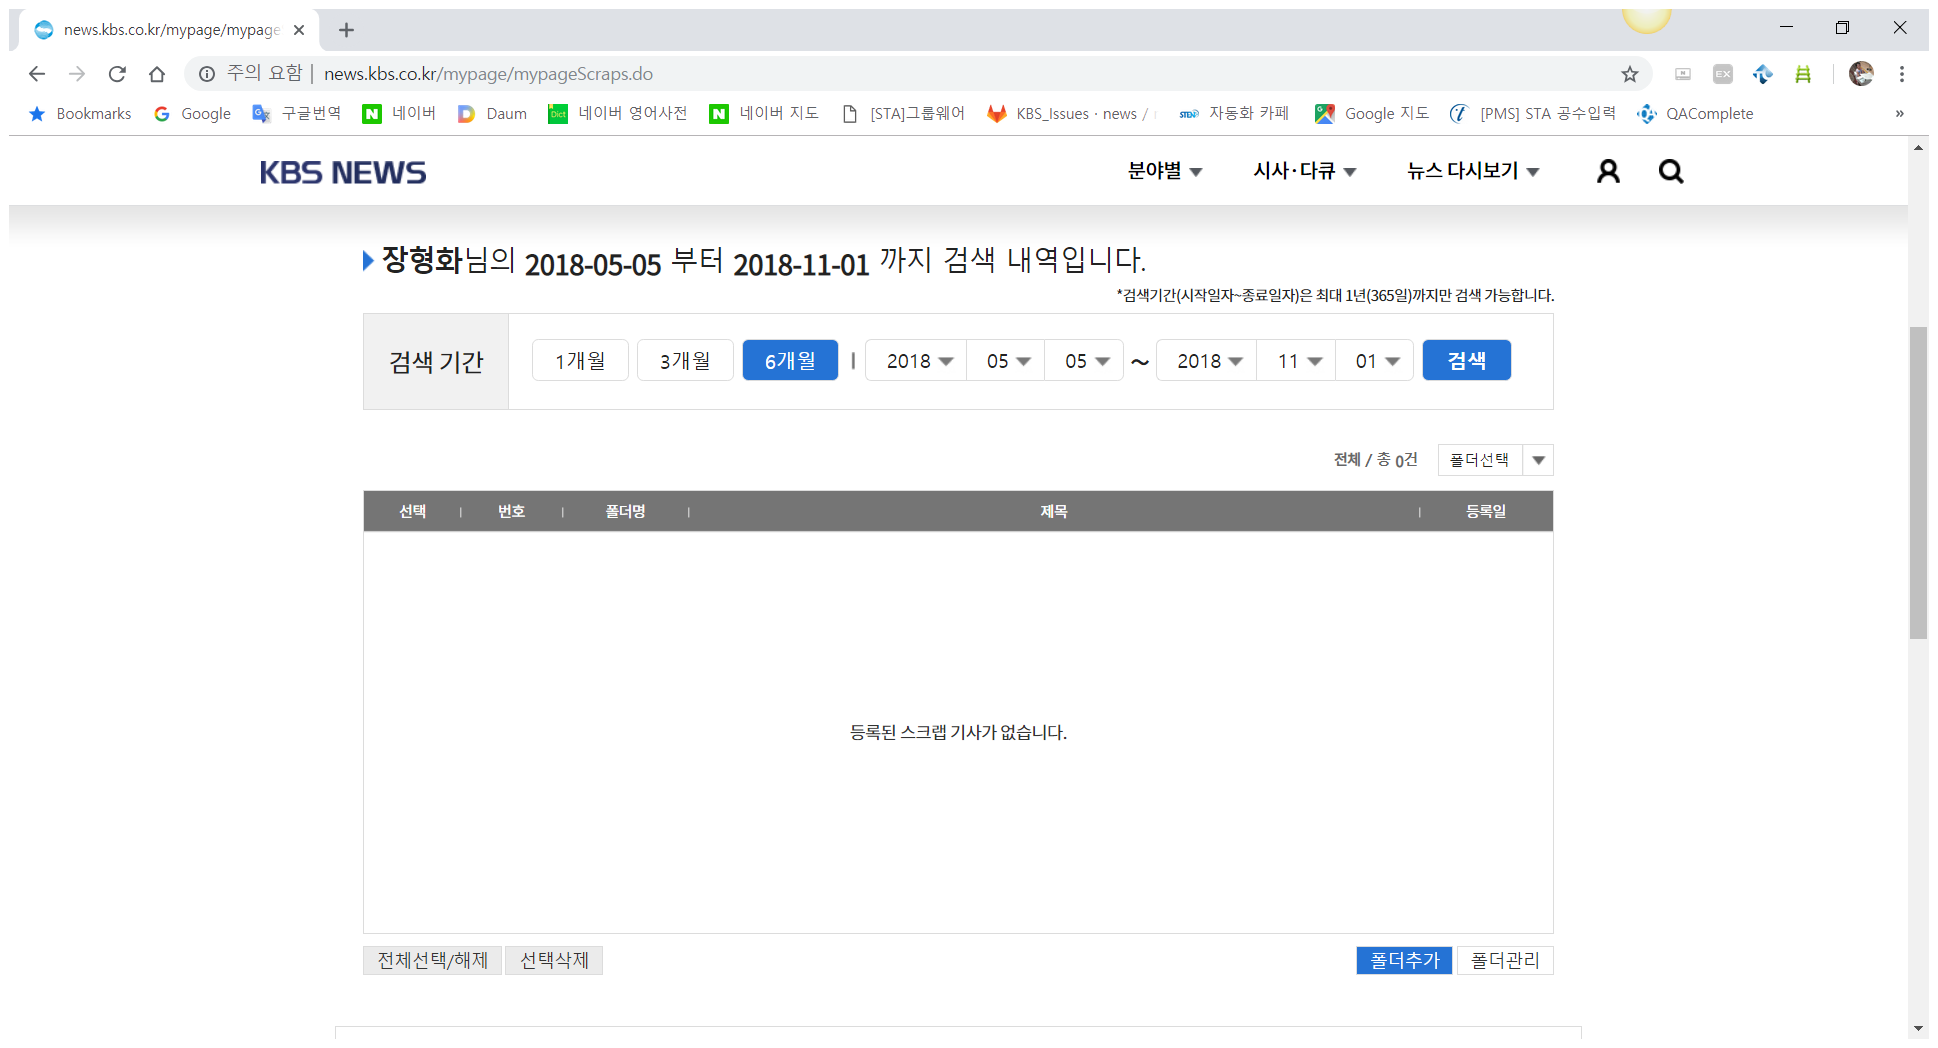 news.kbs.co.kr/mypage/mypage
주의 요함 | news.kbs.co.kr/mypage/mypageScraps.do
EX
Bookmarks Google 구글번역 네이버 Daum 네이버 영어사전 네이버 지도 [STA]그룹웨어 KBS_Issues · news / 자동화 카페 Google 지도 [PMS] STA 공수입력 QAComplete »
KBS NEWS 분야별 시사·다큐 뉴스 다시보기
장형화님의 2018-05-05 부터 2018-11-01 까지 검색 내역입니다.
*검색기간(시작일자~종료일자)은 최대 1년(365일)까지만 검색 가능합니다.
검색 기간 1개월 3개월 6개월 | 2018 05 05 ~ 2018 11 01 검색
전체 / 총 0건 폴더선택
선택 번호 폴더명 제목 등록일
등록된 스크랩 기사가 없습니다.
전체선택/해제 선택삭제 폴더추가 폴더관리